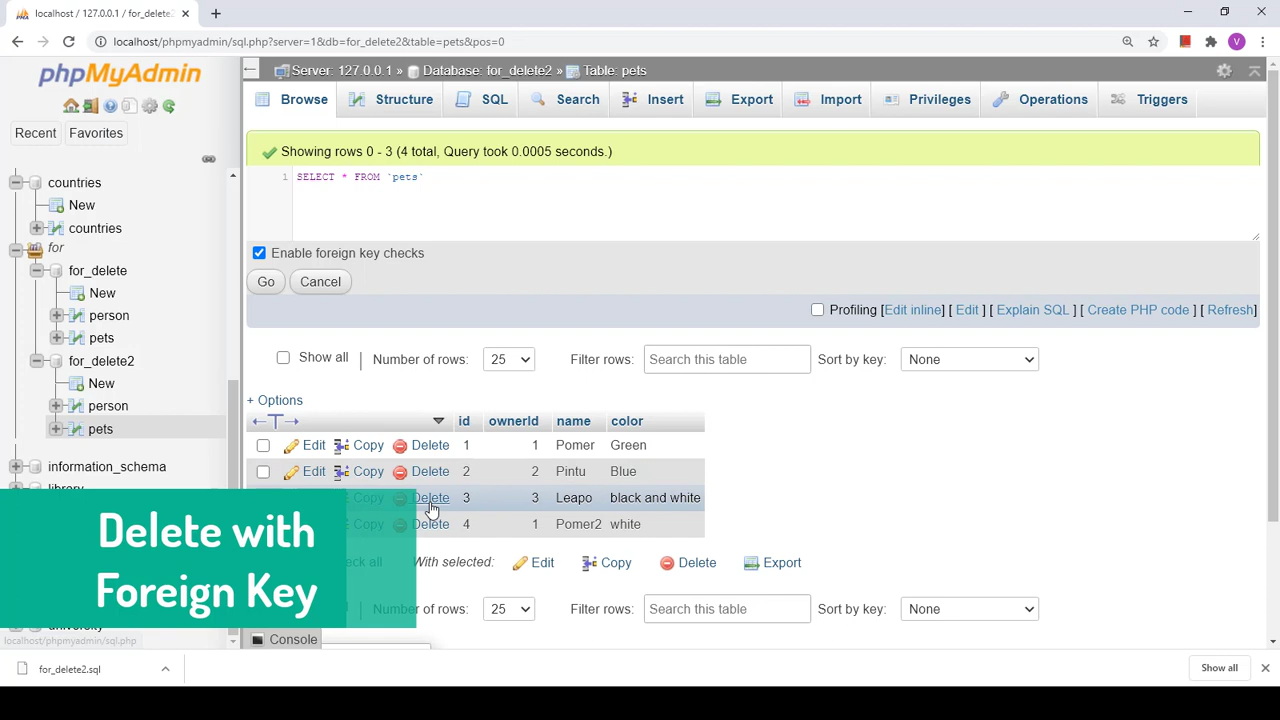 localhost / 127.0.0.1 / for_delete
localhost/phpmyadmin/sql.php?server=1&db=for_delete2&table=pets&pos=0
V
phpMyAdmin
Recent
Favorites
countries
New
countries
for
for_delete
New
person
pets
for_delete2
New
person
pets
information_schema
localhost/phpmyadmin/sql.php
Server: 127.0.0.1 » Database: for_delete2 » Table: pets
Browse Structure SQL Search Insert Export Import Privileges Operations Triggers
Showing rows 0 - 3 (4 total, Query took 0.0005 seconds.)
1 SELECT * FROM `pets`
Enable foreign key checks
Go Cancel
Profiling [Edit inline] [ Edit ] [ Explain SQL ] [ Create PHP code ] [ Refresh]
Show all Number of rows: 25 Filter rows: Search this table Sort by key: None
+ Options
←T→ id ownerId name color
Edit Copy Delete 1 1 Pomer Green
Edit Copy Delete 2 2 Pintu Blue
Copy Delete 3 3 Leapo black and white
Copy Delete 4 1 Pomer2 white
all With selected: Edit Copy Delete Export
Number of rows: 25 Filter rows: Search this table Sort by key: None
Console
Delete with
Foreign Key
for_delete2.sql
Show all